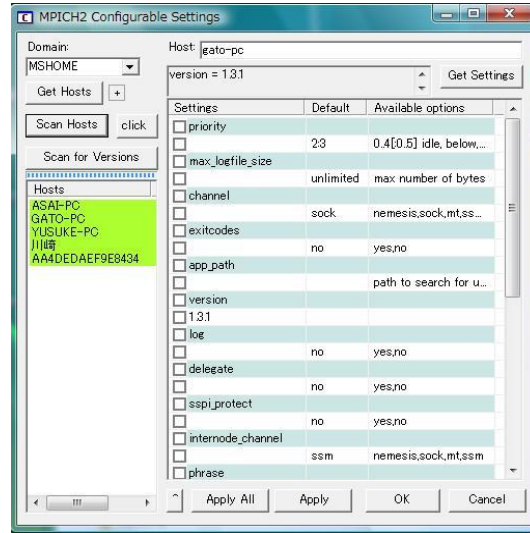 MPICH2 Configurable Settings
Domain:
MSHOME
Get Hosts
+
Scan Hosts
click
Scan for Versions
Hosts
ASAI-PC
GATO-PC
YUSUKE-PC
川崎
AA4DEDAEF9E8434
Host: gato-pc
version = 1.3.1
Get Settings
Settings Default Available options
priority
2:3 0..4[:0..5] idle, below,...
max_logfile_size
unlimited max number of bytes
channel
sock nemesis,sock,mt,ss...
exitcodes
no yes,no
app_path
path to search for u...
version
1.3.1
log
no yes,no
delegate
no yes,no
sspi_protect
no yes,no
internode_channel
ssm nemesis,sock,mt,ssm
phrase
^ Apply All Apply OK Cancel